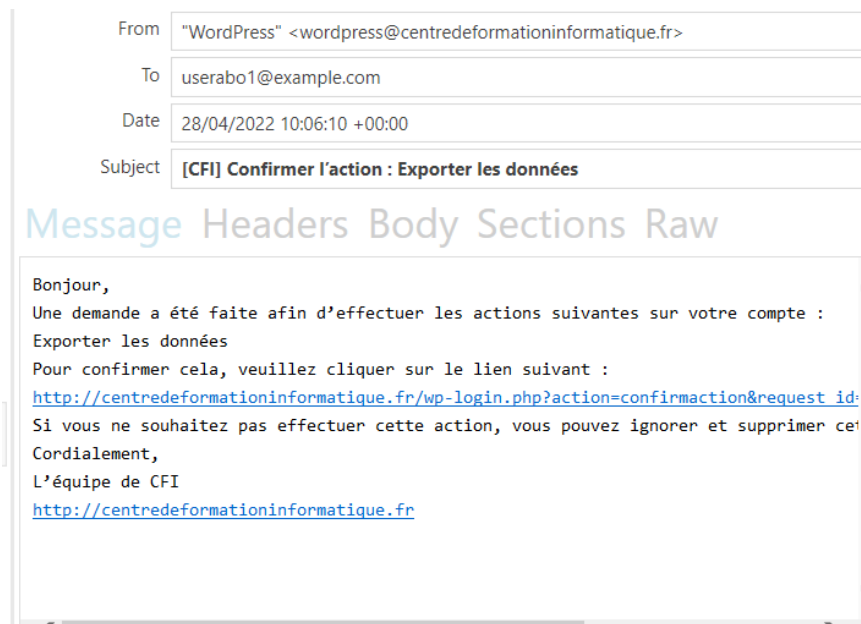 From "WordPress" <wordpress@centredeformationinformatique.fr>
To userabo1@example.com
Date 28/04/2022 10:06:10 +00:00
Subject [CFI] Confirmer l’action : Exporter les données
Message Headers Body Sections Raw
Bonjour,
Une demande a été faite afin d’effectuer les actions suivantes sur votre compte :
Exporter les données
Pour confirmer cela, veuillez cliquer sur le lien suivant :
http://centredeformationinformatique.fr/wp-login.php?action=confirmaction&request_id=
Si vous ne souhaitez pas effectuer cette action, vous pouvez ignorer et supprimer cet
Cordialement,
L’équipe de CFI
http://centredeformationinformatique.fr